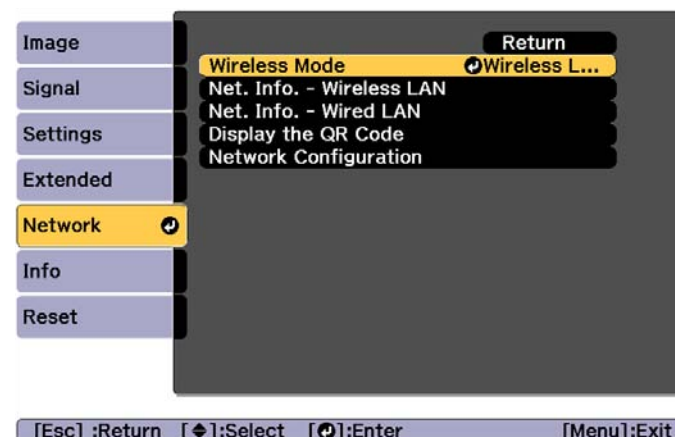 Image
Signal
Settings
Extended
Network
Info
Reset
Return
Wireless Mode Wireless L...
Net. Info. - Wireless LAN
Net. Info. - Wired LAN
Display the QR Code
Network Configuration
[Esc] :Return [◆]:Select [↵]:Enter [Menu]:Exit